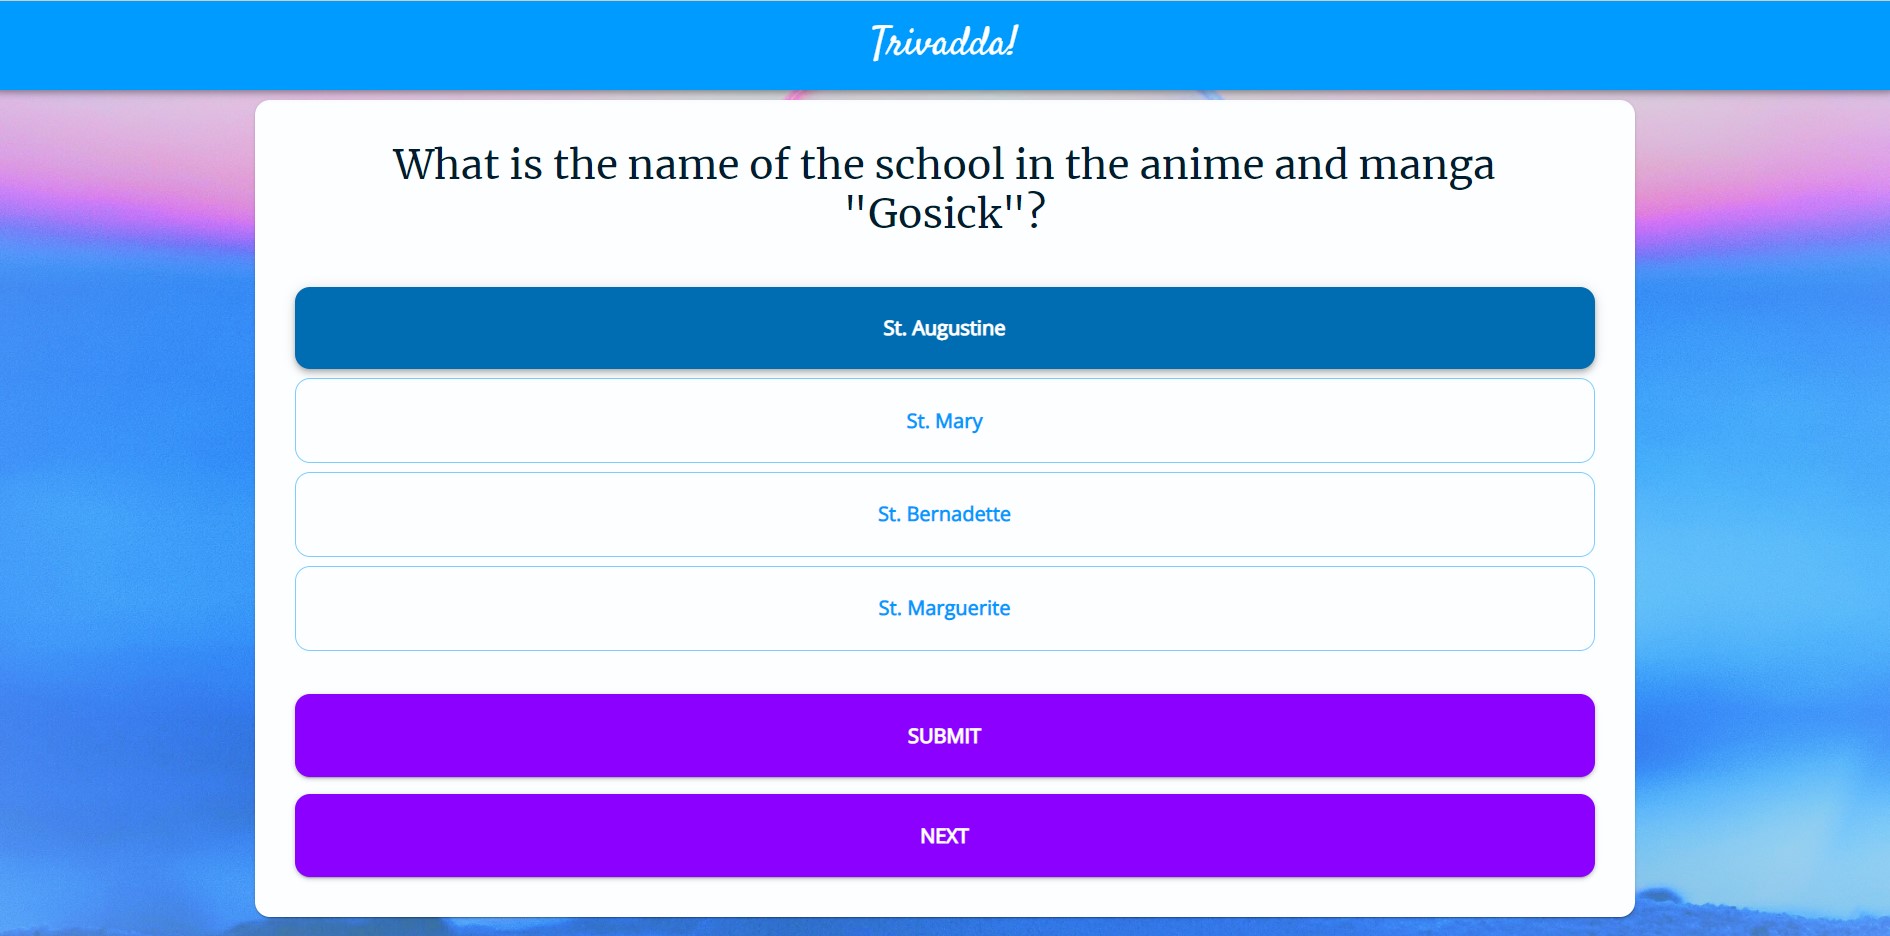 Trivadda!
What is the name of the school in the anime and manga
"Gosick"?
St. Augustine
St. Mary
St. Bernadette
St. Marguerite
SUBMIT
NEXT